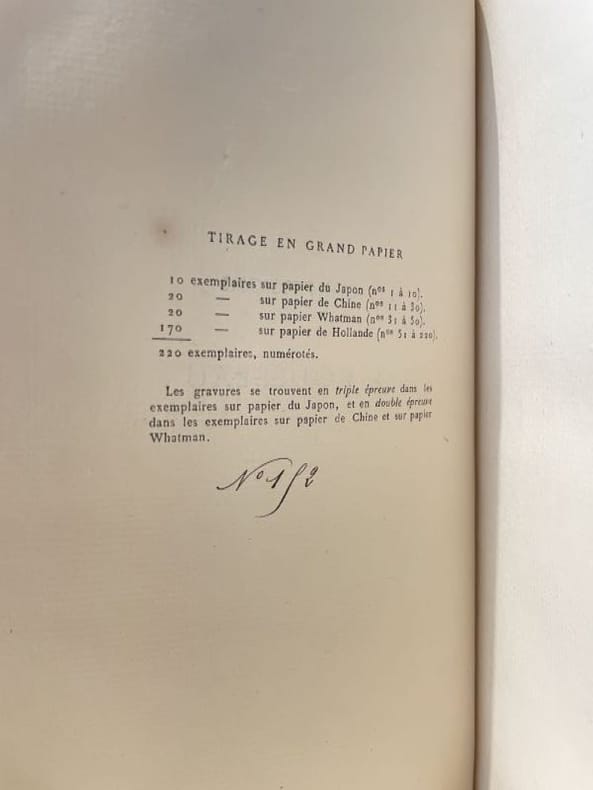 TIRAGE EN GRAND PAPIER
10 exemplaires sur papier du Japon (nos 1 à 10).
20 — sur papier de Chine (nos 11 à 30).
20 — sur papier Whatman (nos 31 à 50).
170 — sur papier de Hollande (nos 51 à 220).
220 exemplaires, numérotés.
Les gravures se trouvent en triple épreuve dans les
exemplaires sur papier du Japon, et en double épreuve
dans les exemplaires sur papier de Chine et sur papier
Whatman.
No 152